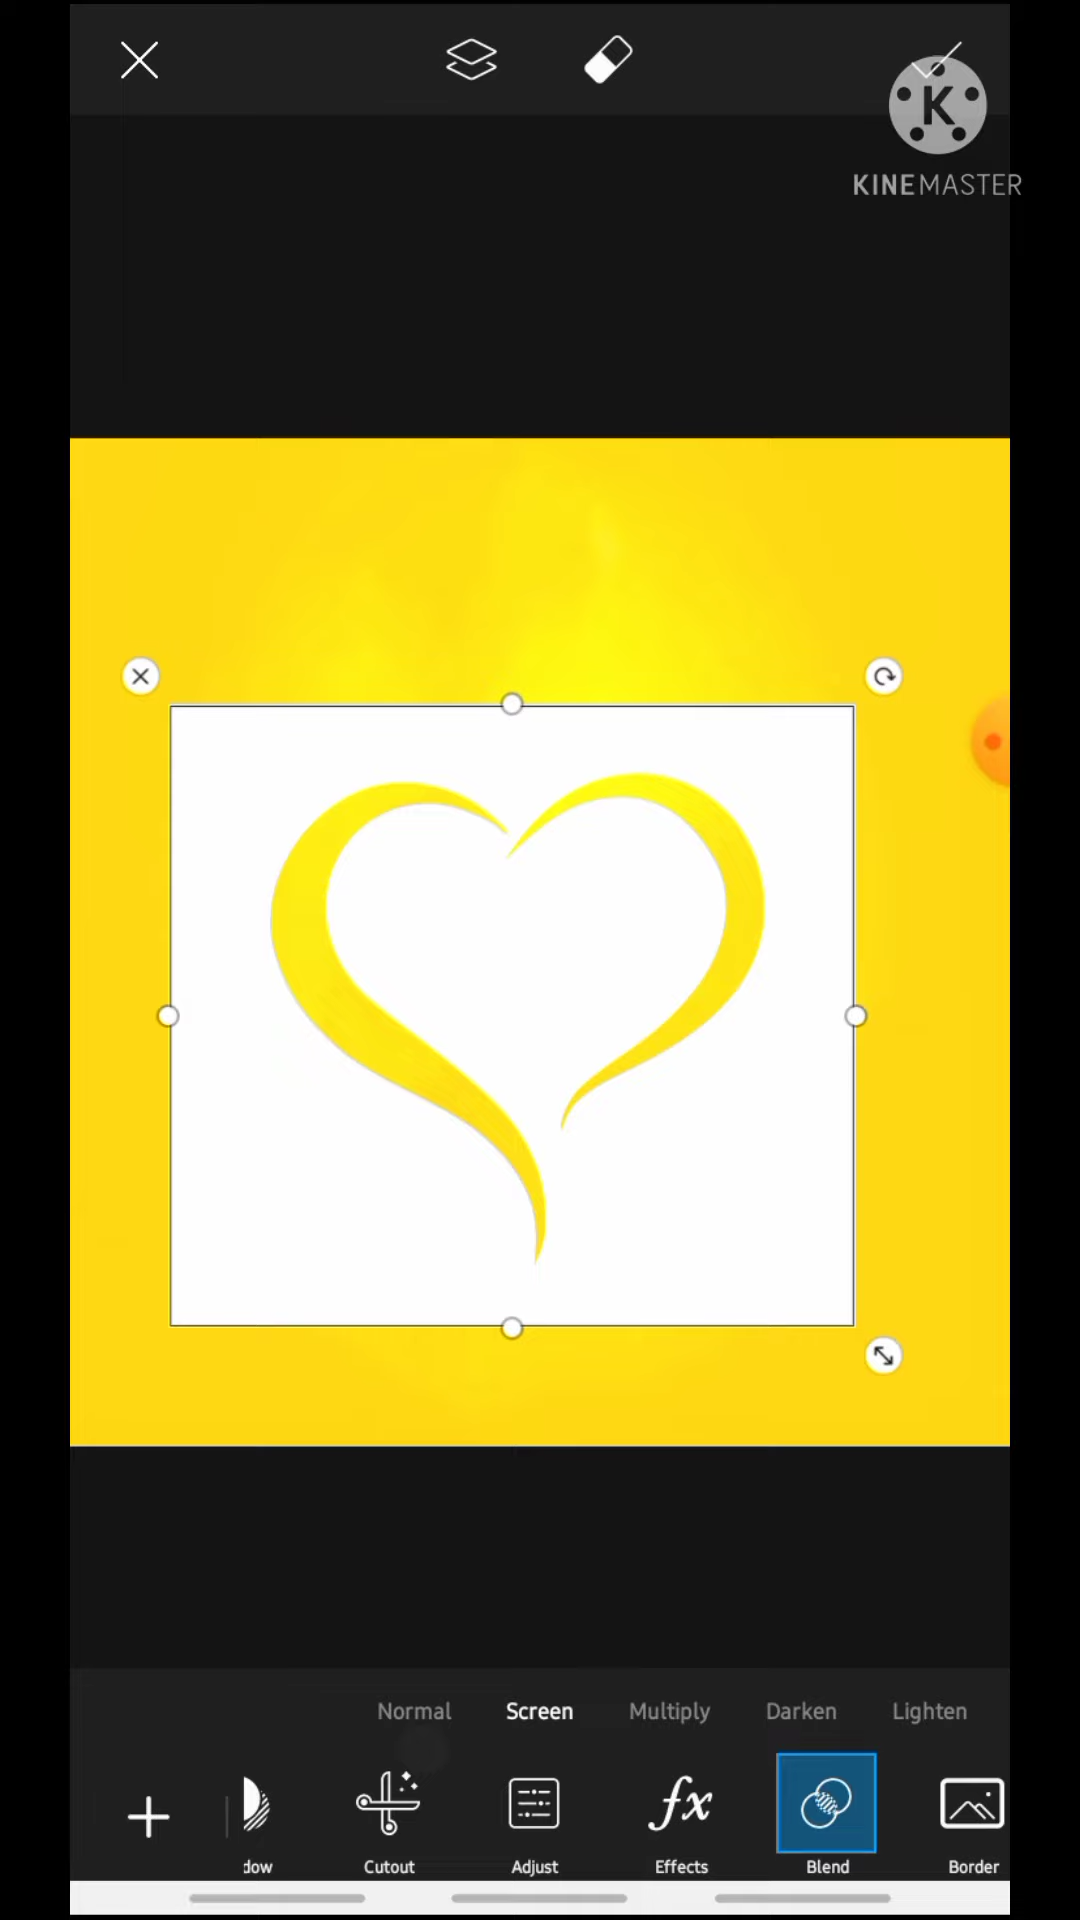 K
KINEMASTER
Normal Screen Multiply Darken Lighten
dow Cutout fx Adjust Effects Blend Border